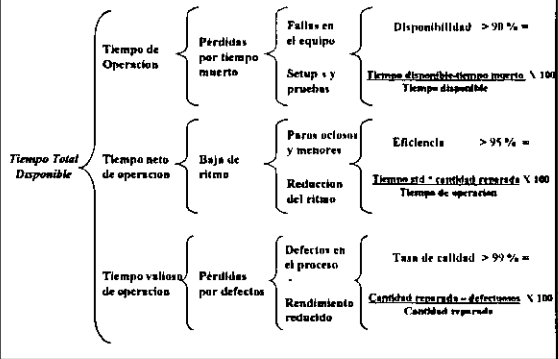 Tiempo Total
Disponible
Tiempo de
Operacion
Pérdidas
por tiempo
muerto
Fallas en
el equipo
Setup s y
pruebas
Disponibilidad > 90 % =
Tiempo disponible-tiempo muerto X 100
Tiempo disponible
Tiempo neto
de operacion
Baja de
ritmo
Paros ociosos
y menores
Reduccion
del ritmo
Eficiencia > 95 % =
Tiempo std * cantidad reparada X 100
Tiempo de operacion
Tiempo valioso
de operacion
Pérdidas
por defectos
Defectos en
el proceso
-
Rendimiento
reducido
Tasa de calidad > 99 % =
Cantidad reparada - defectuosos X 100
Cantidad reparada